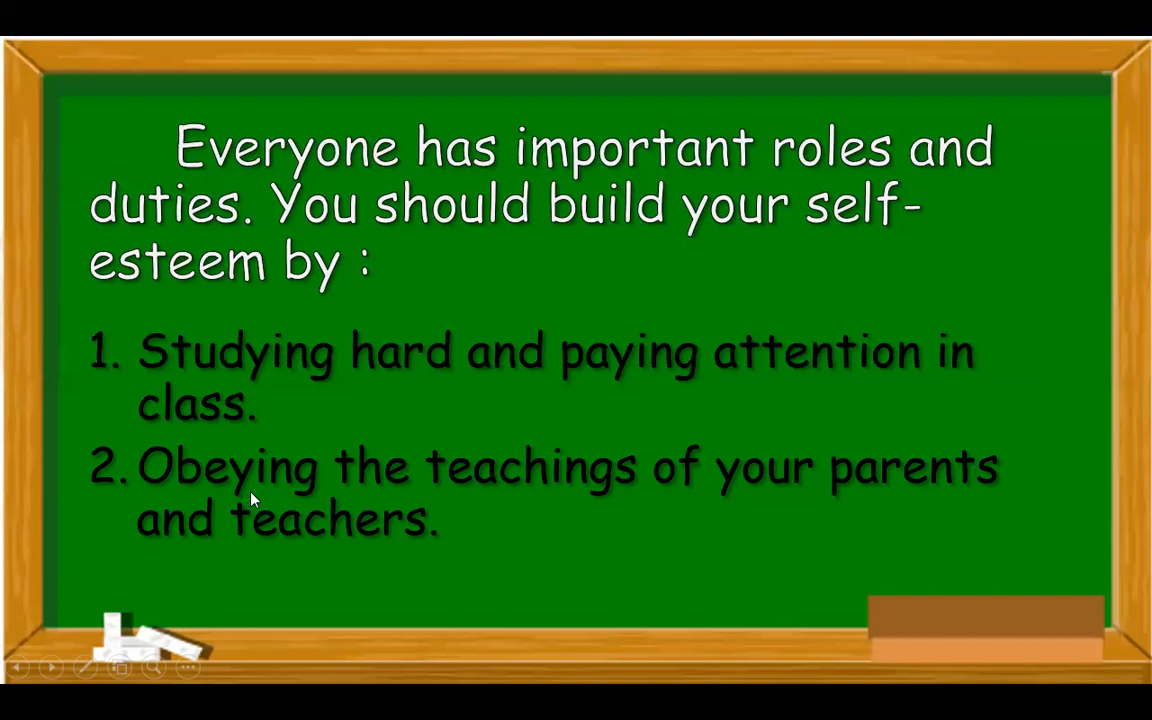 Everyone has important roles and
duties. You should build your self-
esteem by :
1. Studying hard and paying attention in
class.
2. Obeying the teachings of your parents
and teachers.